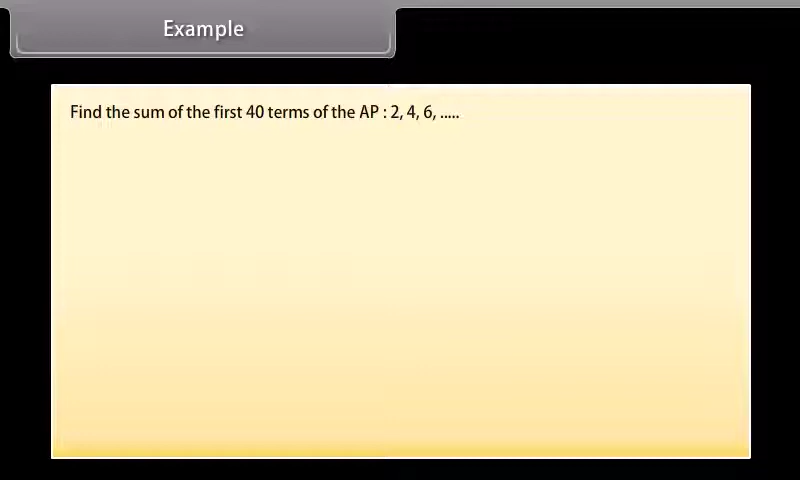 Example
Find the sum of the first 40 terms of the AP : 2, 4, 6, .....